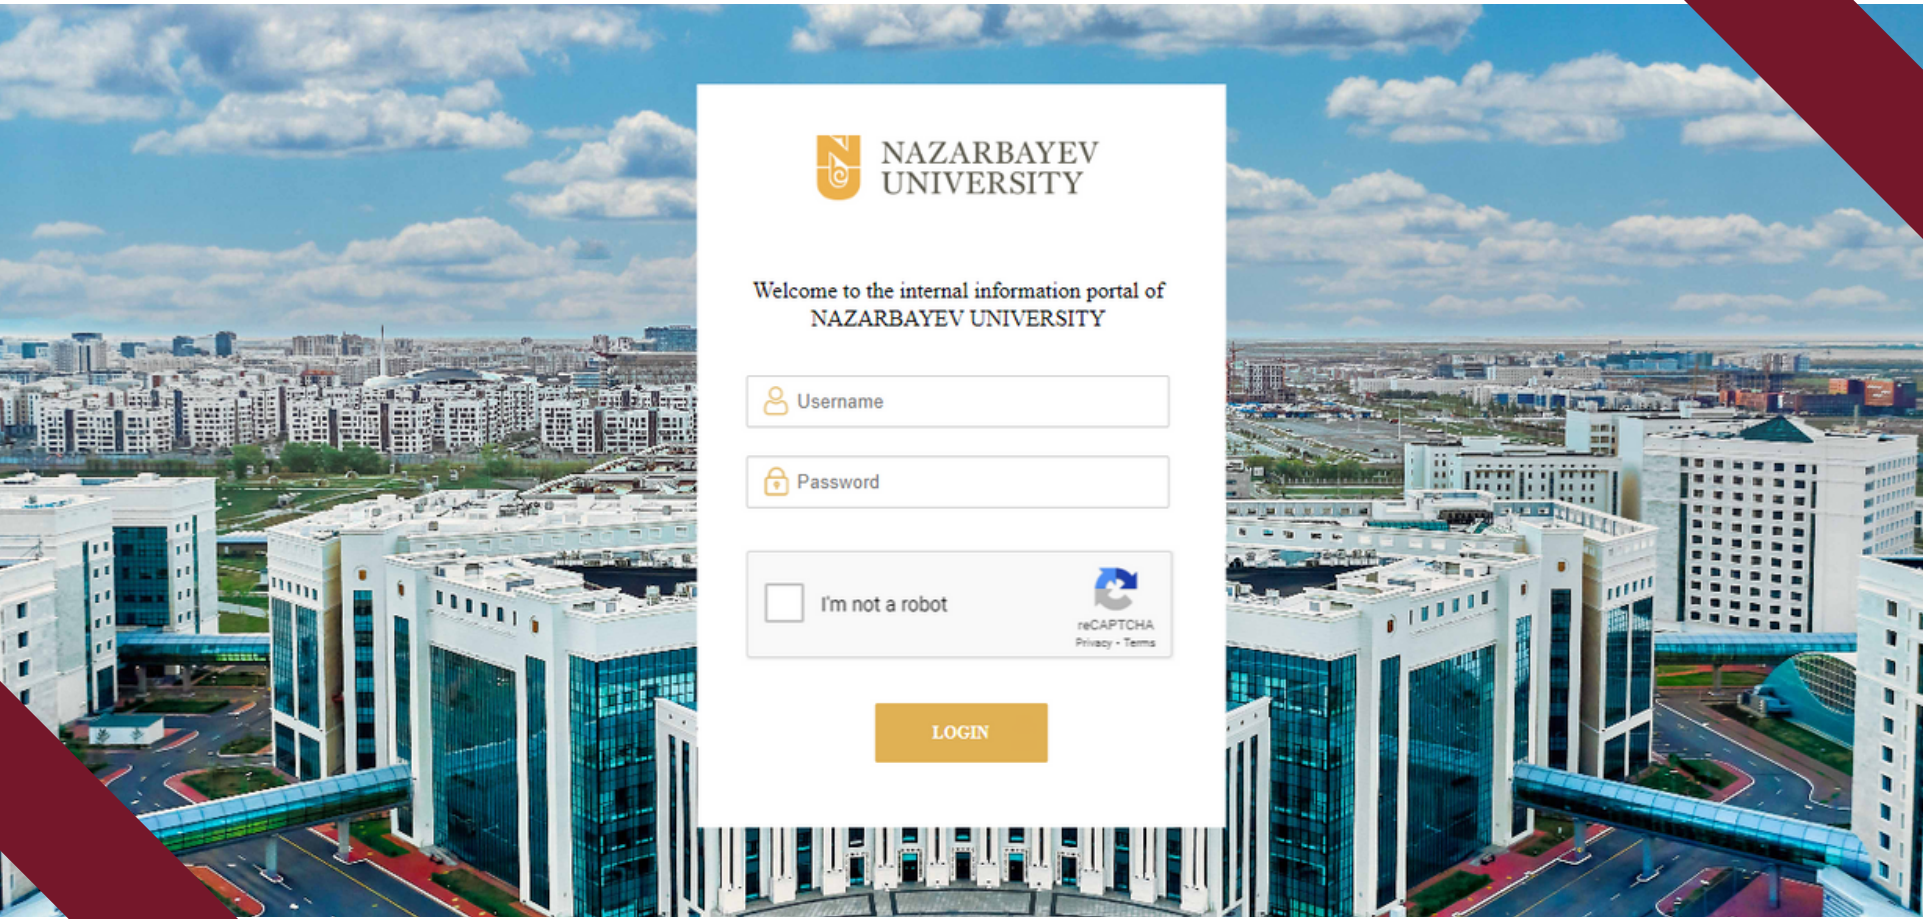 NAZARBAYEV
UNIVERSITY
Welcome to the internal information portal of
NAZARBAYEV UNIVERSITY
Username
Password
I'm not a robot
reCAPTCHA
Privacy - Terms
LOGIN